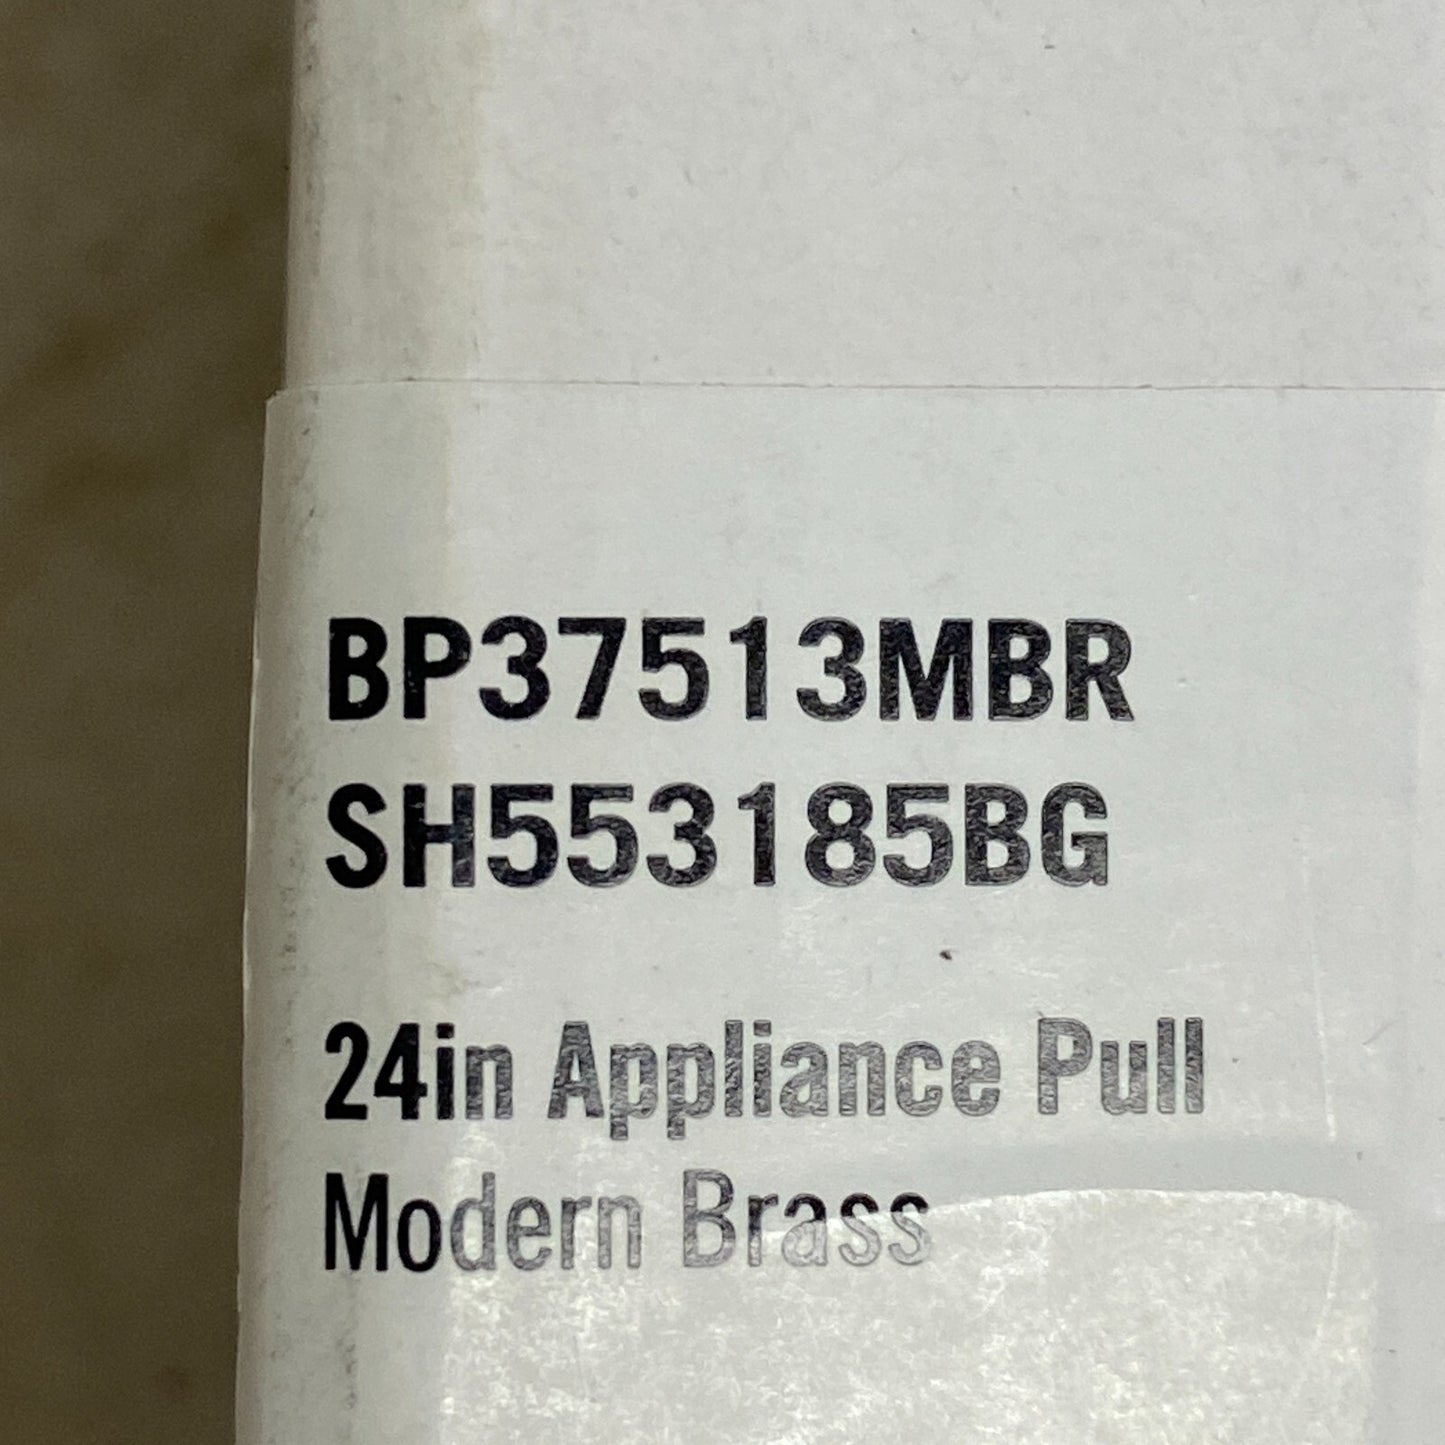 BP37513MBR
SH553185BG
24in Appliance Pull
Modern Brass